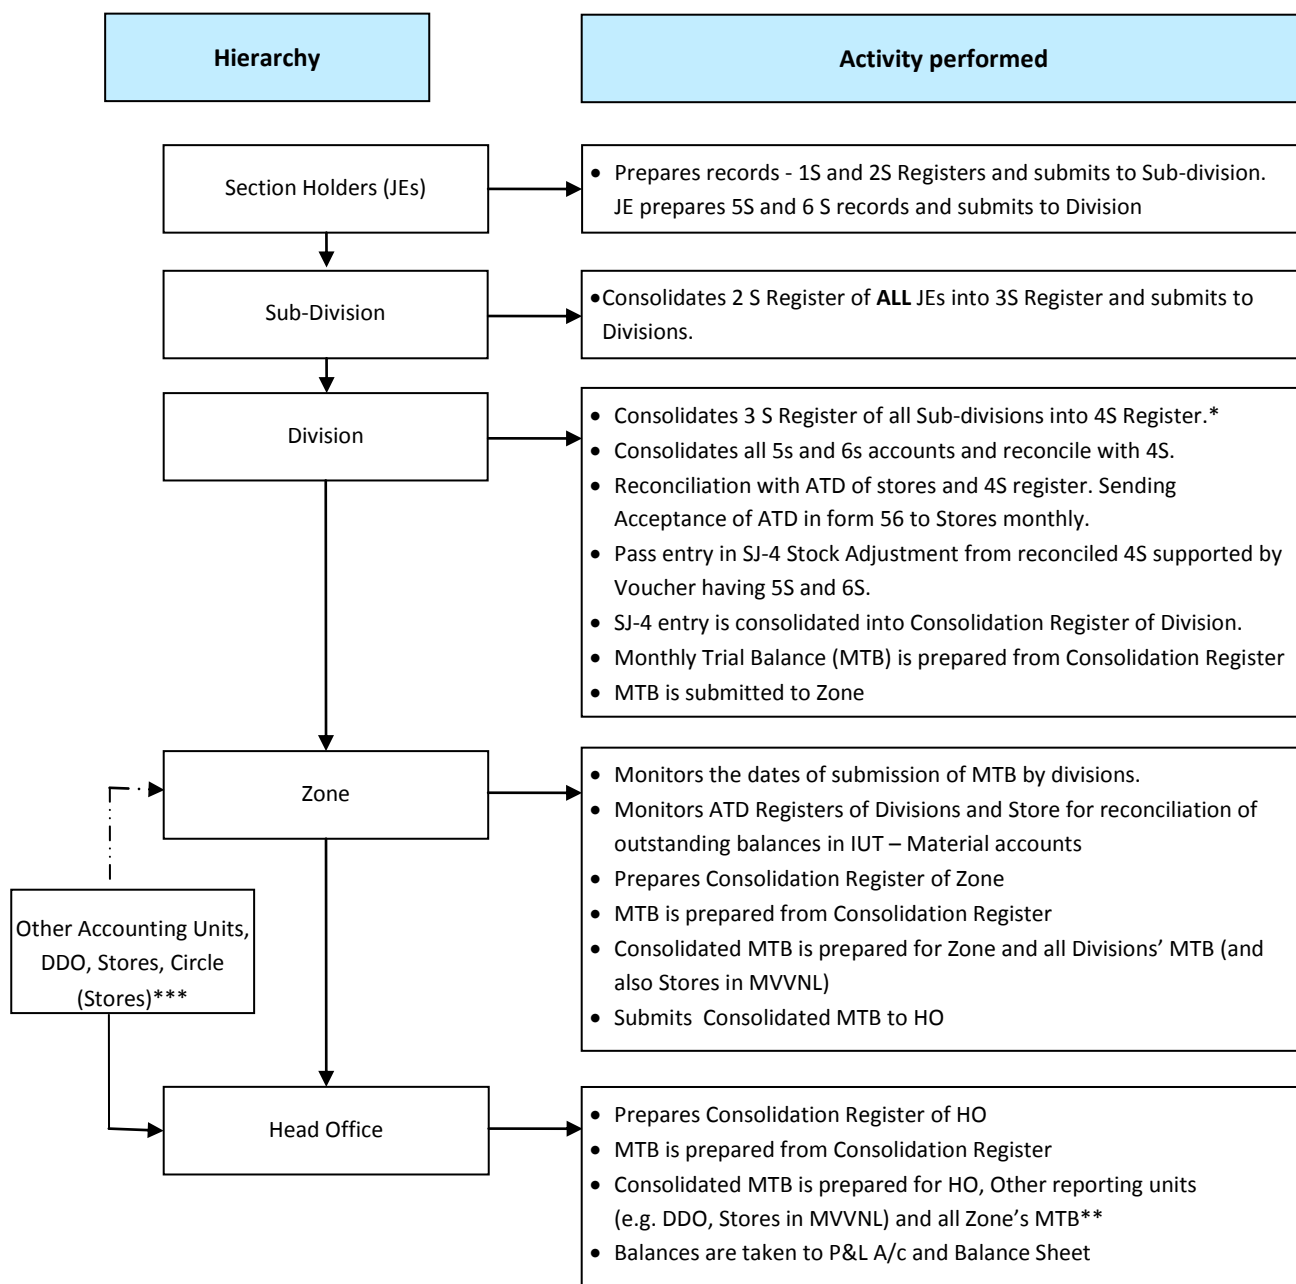 Hierarchy
Activity performed
Section Holders (JEs)
• Prepares records - 1S and 2S Registers and submits to Sub-division.
JE prepares 5S and 6 S records and submits to Division
Sub-Division
•Consolidates 2 S Register of ALL JEs into 3S Register and submits to
Divisions.
Division
• Consolidates 3 S Register of all Sub-divisions into 4S Register.*
• Consolidates all 5s and 6s accounts and reconcile with 4S.
• Reconciliation with ATD of stores and 4S register. Sending
Acceptance of ATD in form 56 to Stores monthly.
• Pass entry in SJ-4 Stock Adjustment from reconciled 4S supported by
Voucher having 5S and 6S.
• SJ-4 entry is consolidated into Consolidation Register of Division.
• Monthly Trial Balance (MTB) is prepared from Consolidation Register
• MTB is submitted to Zone
Zone
• Monitors the dates of submission of MTB by divisions.
• Monitors ATD Registers of Divisions and Store for reconciliation of
outstanding balances in IUT – Material accounts
• Prepares Consolidation Register of Zone
• MTB is prepared from Consolidation Register
• Consolidated MTB is prepared for Zone and all Divisions’ MTB (and
also Stores in MVVNL)
• Submits Consolidated MTB to HO
Other Accounting Units,
DDO, Stores, Circle
(Stores)***
Head Office
• Prepares Consolidation Register of HO
• MTB is prepared from Consolidation Register
• Consolidated MTB is prepared for HO, Other reporting units
(e.g. DDO, Stores in MVVNL) and all Zone’s MTB**
• Balances are taken to P&L A/c and Balance Sheet